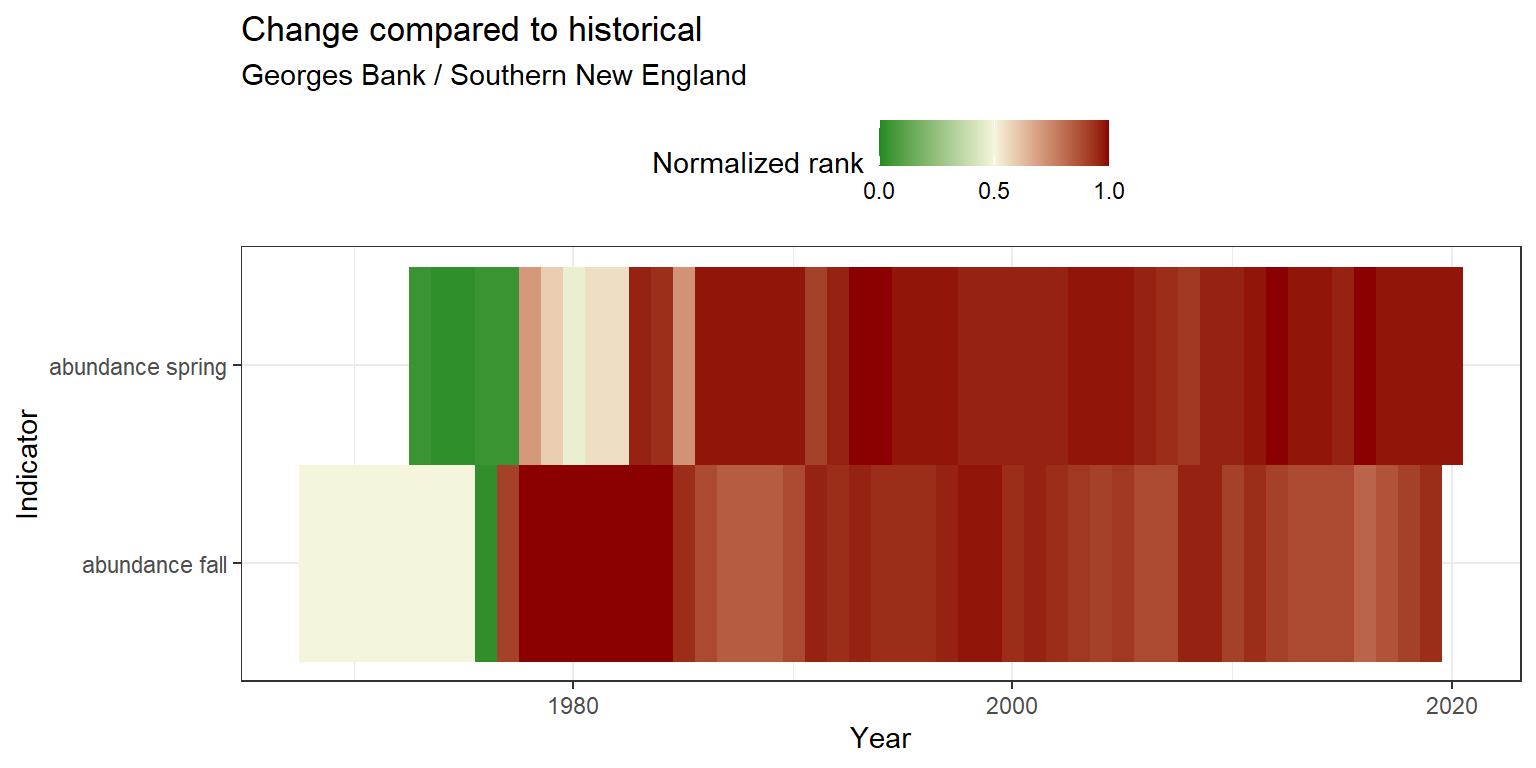 Change compared to historical
Georges Bank / Southern New England
Normalized rank
0.0 0.5 1.0
Indicator
abundance spring
abundance fall
1980 2000 2020
Year